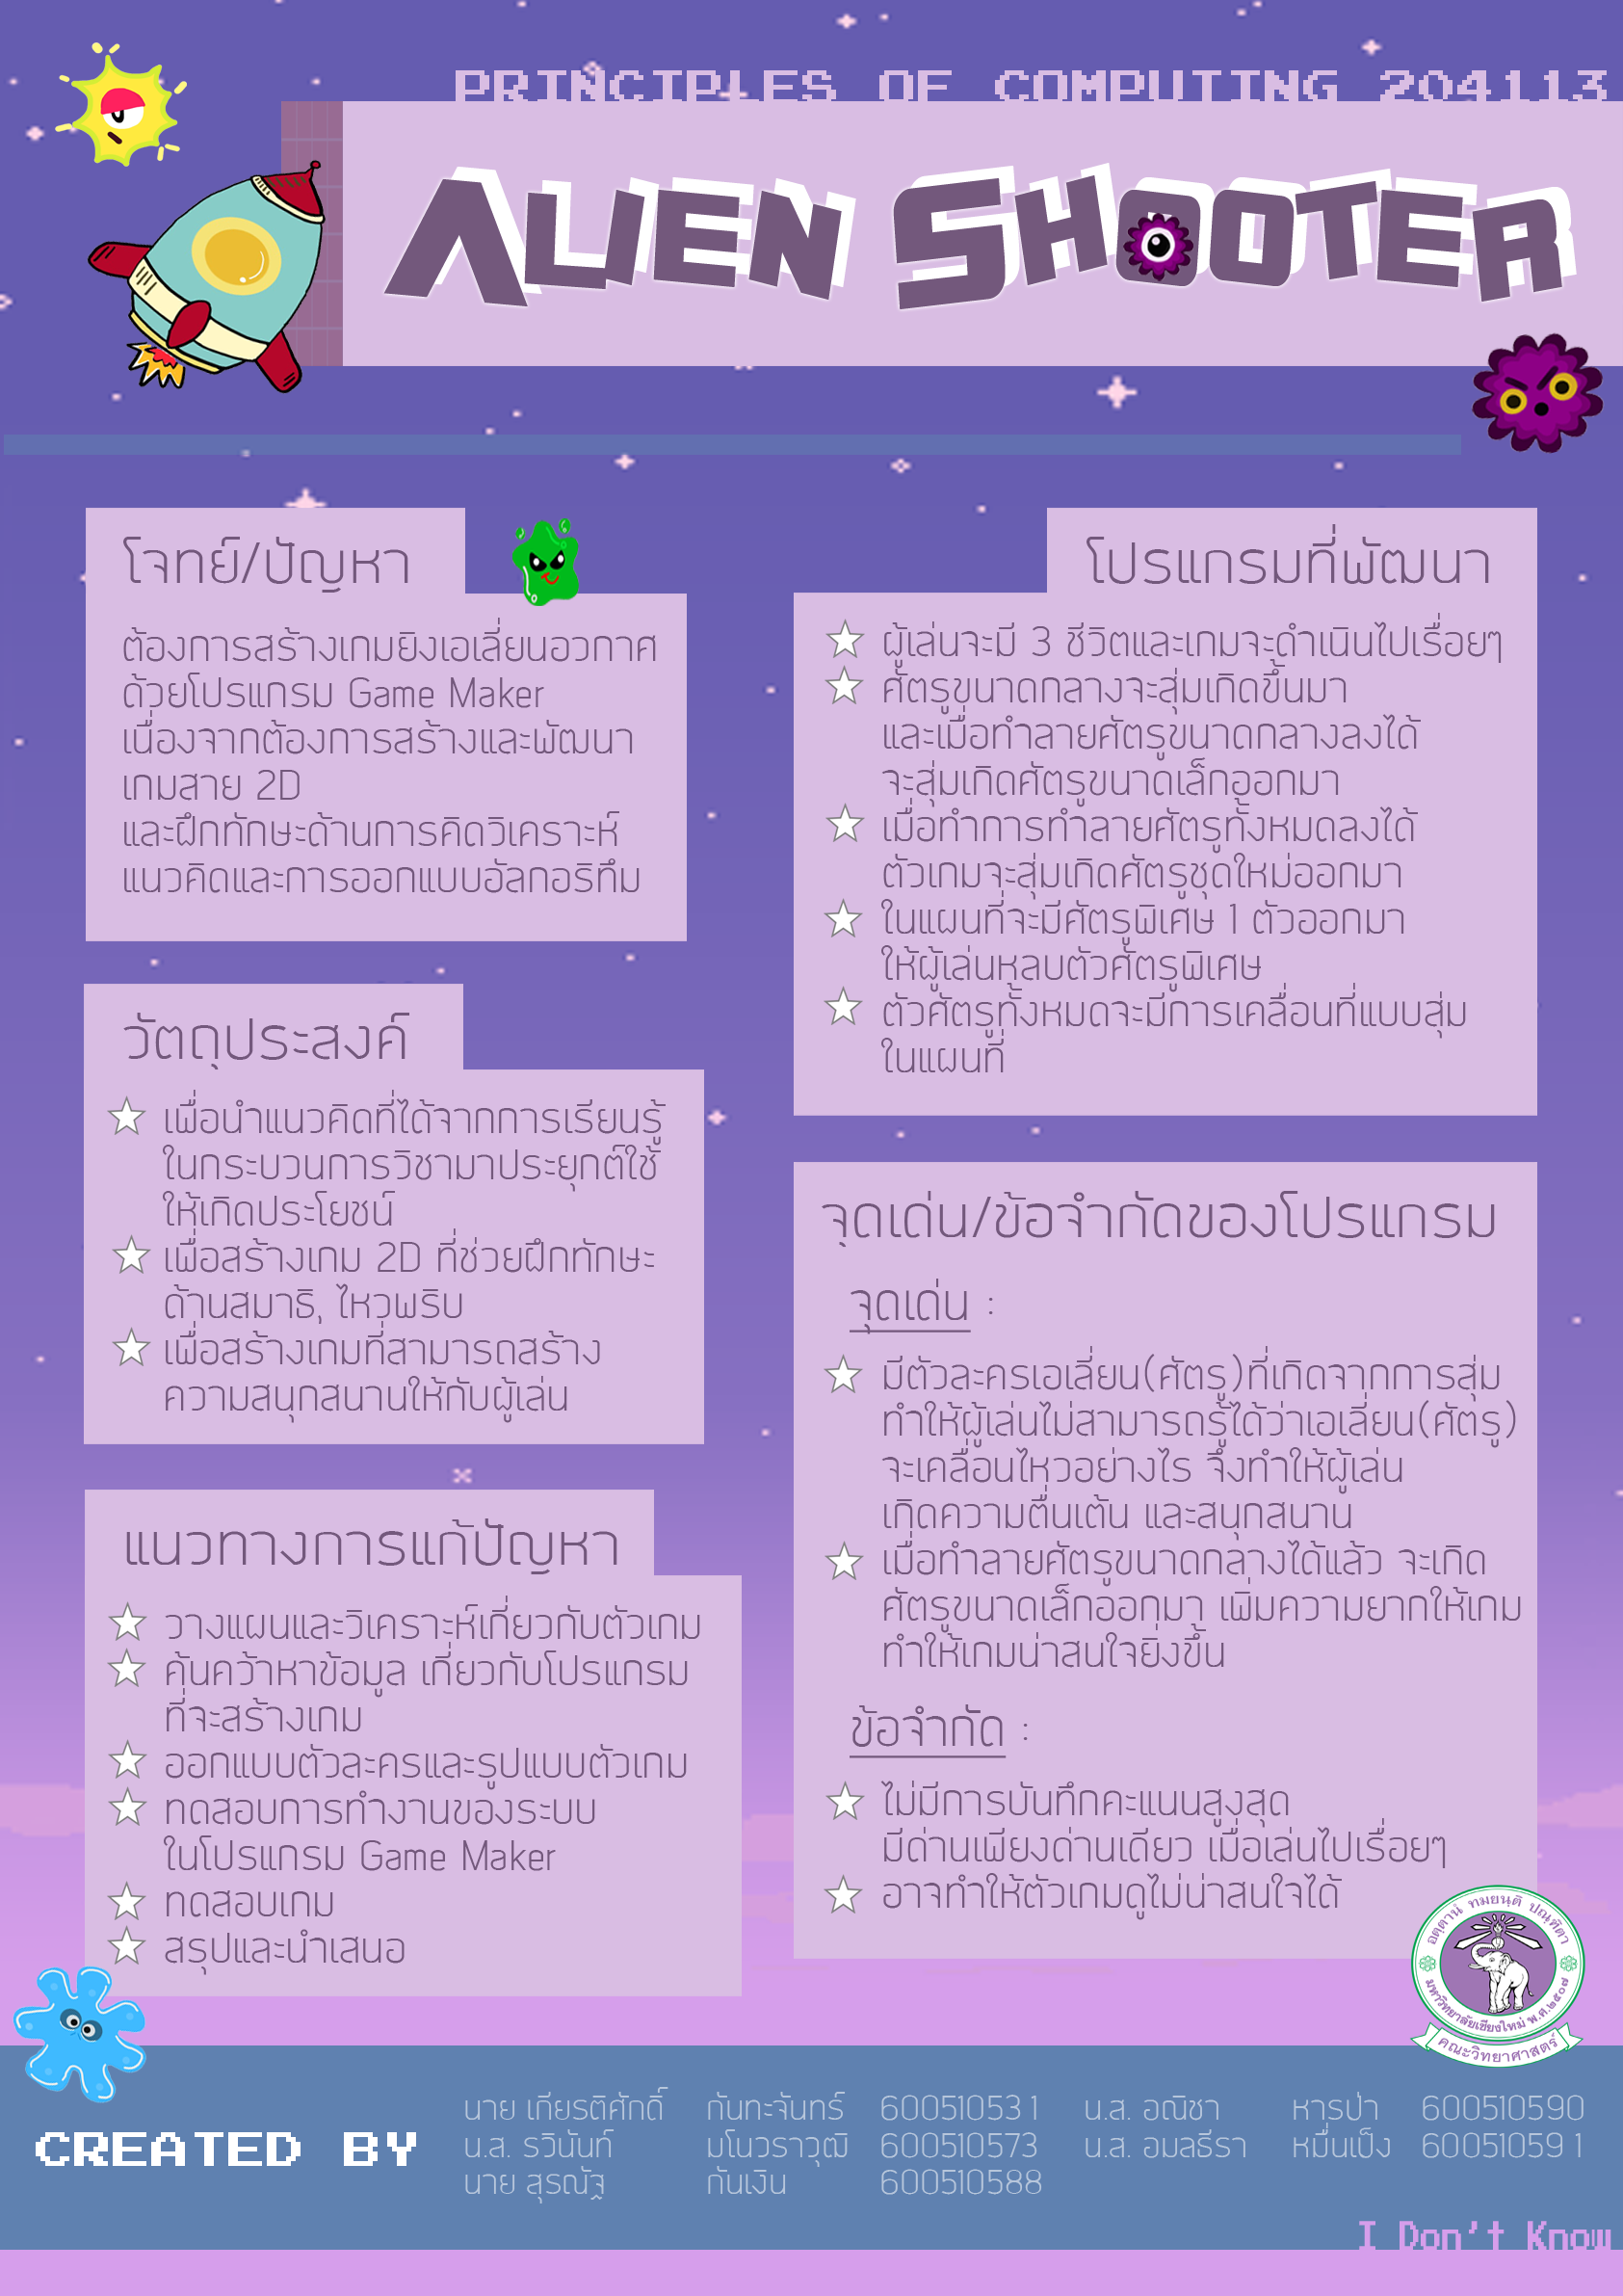 PRINCIPLES OF COMPUTING 204113
ALIEN SHOOTER
โจทย์/ปัญหา
ต้องการสร้างเกมยิงเอเลี่ยนอวกาศ
ด้วยโปรแกรม Game Maker
เนื่องจากต้องการสร้างและพัฒนา
เกมสาย 2D
และฝึกทักษะด้านการคิดวิเคราะห์
แนวคิดและการออกแบบอัลกอริทึม
วัตถุประสงค์
เพื่อนำแนวคิดที่ได้จากการเรียนรู้
ในกระบวนการวิชามาประยุกต์ใช้
ให้เกิดประโยชน์
เพื่อสร้างเกม 2D ที่ช่วยฝึกทักษะ
ด้านสมาธิ, ไหวพริบ
เพื่อสร้างเกมที่สามารถสร้าง
ความสนุกสนานให้กับผู้เล่น
แนวทางการแก้ปัญหา
วางแผนและวิเคราะห์เกี่ยวกับตัวเกม
ค้นคว้าหาข้อมูล เกี่ยวกับโปรแกรม
ที่จะสร้างเกม
ออกแบบตัวละครและรูปแบบตัวเกม
ทดสอบการทำงานของระบบ
ในโปรแกรม Game Maker
ทดสอบเกม
สรุปและนำเสนอ
โปรแกรมที่พัฒนา
ผู้เล่นจะมี 3 ชีวิตและเกมจะดำเนินไปเรื่อยๆ
ศัตรูขนาดกลางจะสุ่มเกิดขึ้นมา
และเมื่อทำลายศัตรูขนาดกลางลงได้
จะสุ่มเกิดศัตรูขนาดเล็กออกมา
เมื่อทำการทำลายศัตรูทั้งหมดลงได้
ตัวเกมจะสุ่มเกิดศัตรูชุดใหม่ออกมา
ในแผนที่จะมีศัตรูพิเศษ 1 ตัวออกมา
ให้ผู้เล่นหลบตัวศัตรูพิเศษ
ตัวศัตรูทั้งหมดจะมีการเคลื่อนที่แบบสุ่ม
ในแผนที่
จุดเด่น/ข้อจำกัดของโปรแกรม
จุดเด่น :
มีตัวละครเอเลี่ยน(ศัตรู)ที่เกิดจากการสุ่ม
ทำให้ผู้เล่นไม่สามารถรู้ได้ว่าเอเลี่ยน(ศัตรู)
จะเคลื่อนไหวอย่างไร จึงทำให้ผู้เล่น
เกิดความตื่นเต้น และสนุกสนาน
เมื่อทำลายศัตรูขนาดกลางได้แล้ว จะเกิด
ศัตรูขนาดเล็กออกมา เพิ่มความยากให้เกม
ทำให้เกมน่าสนใจยิ่งขึ้น
ข้อจำกัด :
ไม่มีการบันทึกคะแนนสูงสุด
มีด่านเพียงด่านเดียว เมื่อเล่นไปเรื่อยๆ
อาจทำให้ตัวเกมดูไม่น่าสนใจได้
อตฺตานํ ทมยนฺติ ปณฺฑิตา
มหาวิทยาลัยเชียงใหม่ พ.ศ.๒๕๐๗
คณะวิทยาศาสตร์
CREATED BY
นาย เกียรติศักดิ์ กันทะจันทร์ 600510531 น.ส. อณิชา หารป่า 600510590
น.ส. รวินันท์ มโนวราวุฒิ 600510573 น.ส. อมลธีรา หมื่นเป็ง 600510591
นาย สุรณัฐ กันเงิน 600510588
I Don't Know